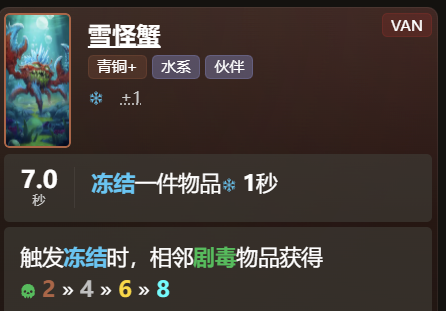 雪怪蟹
VAN
青铜+ 水系 伙伴
+1
7.0
秒
冻结一件物品 1秒
触发冻结时，相邻剧毒物品获得
2 » 4 » 6 » 8